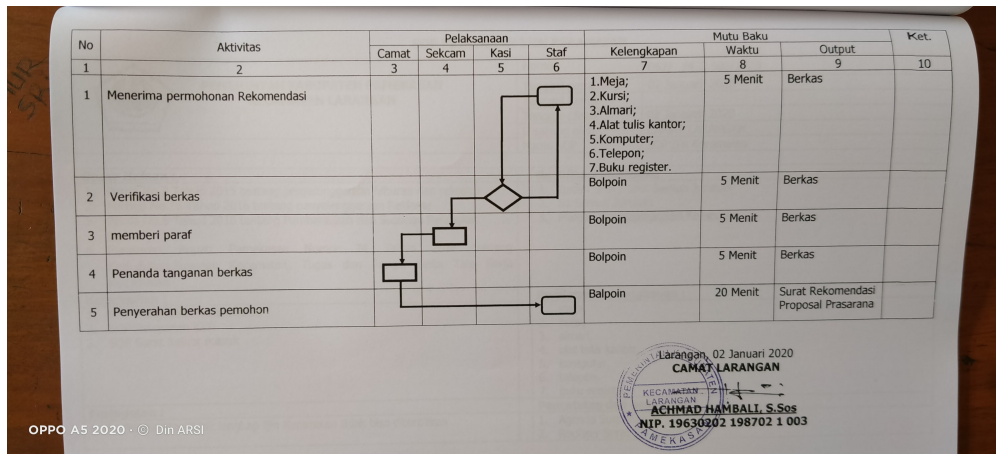 No Aktivitas Pelaksanaan Mutu Baku Ket.
Camat Sekcam Kasi Staf Kelengkapan Waktu Output
1 2 3 4 5 6 7 8 9 10
1 Menerima permohonan Rekomendasi 1.Meja; 5 Menit Berkas
2.Kursi;
3.Almari;
4.Alat tulis kantor;
5.Komputer;
6.Telepon;
7.Buku register.
2 Verifikasi berkas Bolpoin 5 Menit Berkas
3 memberi paraf Bolpoin 5 Menit Berkas
4 Penanda tanganan berkas Bolpoin 5 Menit Berkas
5 Penyerahan berkas pemohon Balpoin 20 Menit Surat Rekomendasi
Proposal Prasarana
Larangan, 02 Januari 2020
CAMAT LARANGAN
KECAMATAN
LARANGAN
ACHMAD HAMBALI, S.Sos
NIP. 19630202 198702 1 003
PEMERINTAH KABUPATEN
PAMEKASAN
OPPO A5 2020 · © Din ARSI